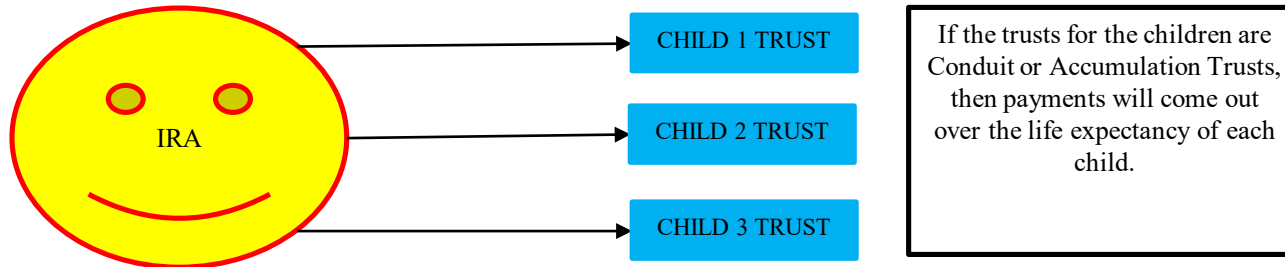 IRA
CHILD 1 TRUST
CHILD 2 TRUST
CHILD 3 TRUST
If the trusts for the children are
Conduit or Accumulation Trusts,
then payments will come out
over the life expectancy of each
child.